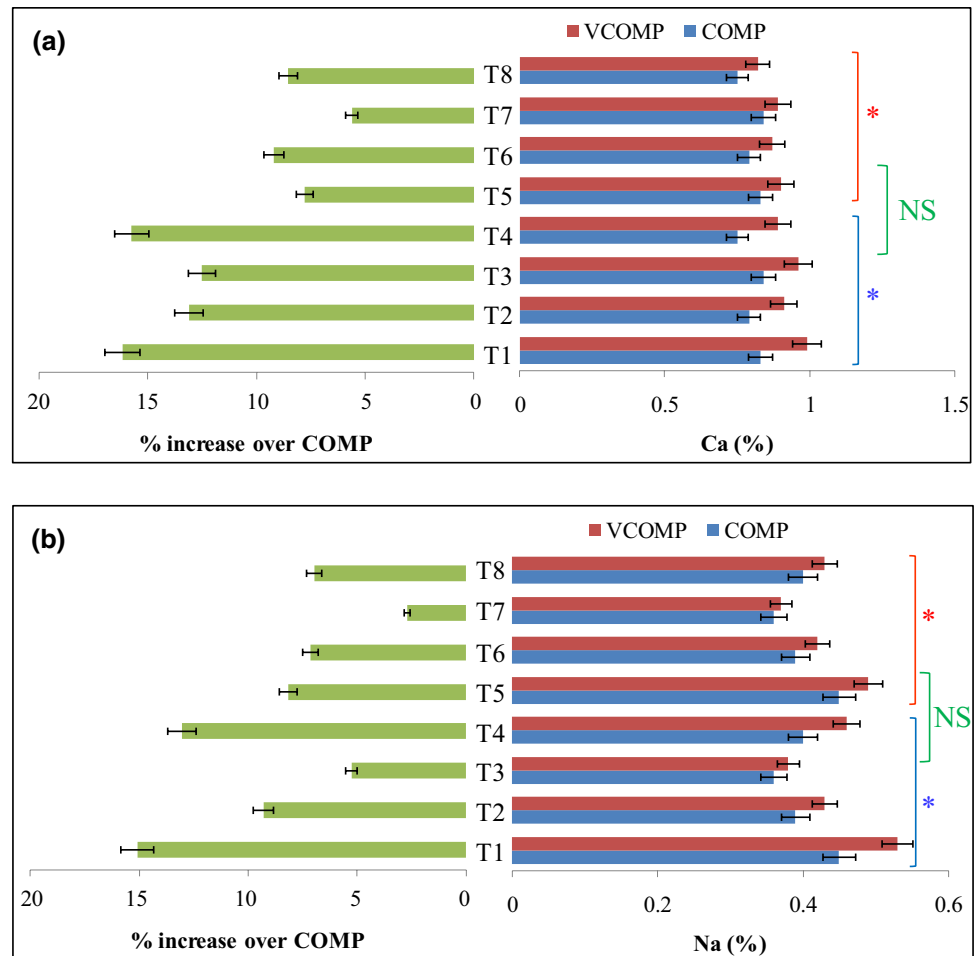 (a)
VCOMP COMP
T8
T7
T6
T5
T4
T3
T2
T1
*
NS
*
20 15 10 5 0
0 0.5 1 1.5
% increase over COMP
Ca (%)
(b)
VCOMP COMP
T8
T7
T6
T5
T4
T3
T2
T1
*
NS
*
20 15 10 5 0
0 0.2 0.4 0.6
% increase over COMP
Na (%)